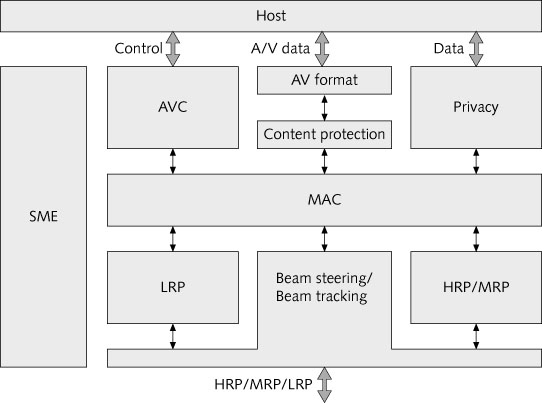 Host
Control
A/V data
Data
SME
AVC
AV format
Content protection
Privacy
MAC
LRP
Beam steering/
Beam tracking
HRP/MRP
HRP/MRP/LRP